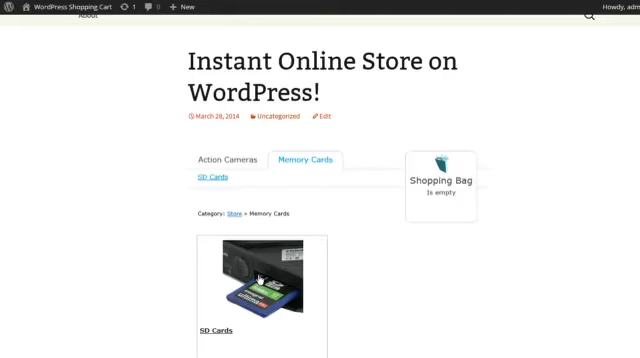 WordPress Shopping Cart 1 0 New Howdy, adm
About
Instant Online Store on
WordPress!
March 28, 2014 Uncategorized Edit
Action Cameras Memory Cards
SD Cards
Shopping Bag
Is empty
Category: Store » Memory Cards
SD Cards